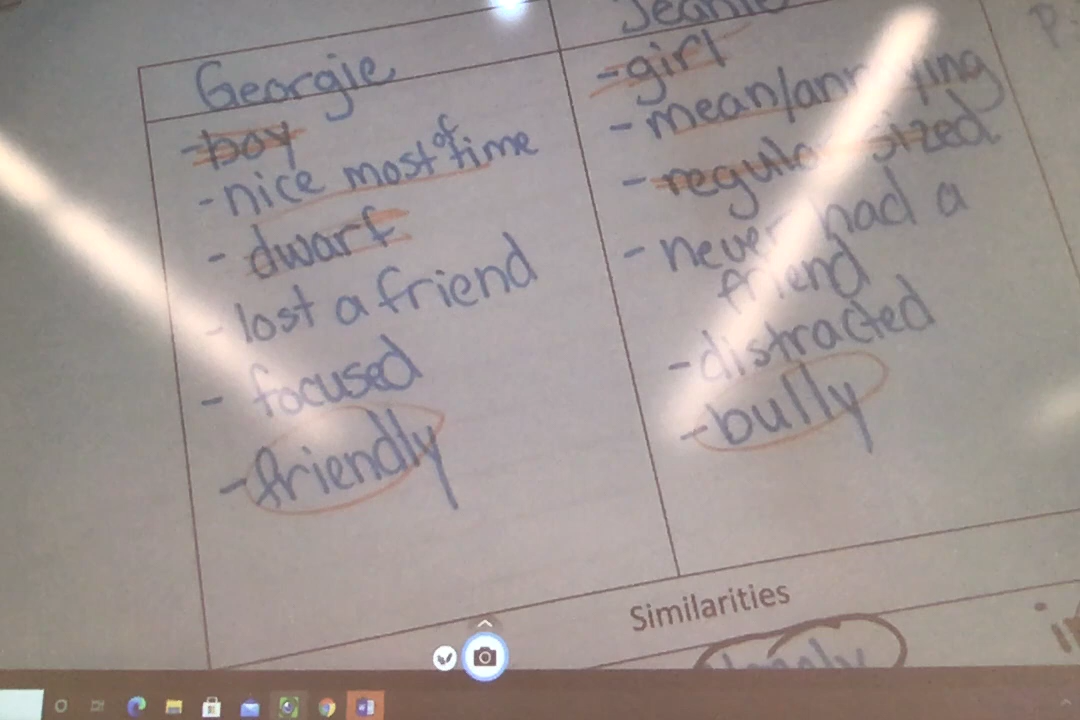 Georgie
- boy
- nice most of time
- dwarf
- lost a friend
- focused
- friendly
Jeanie
- girl
- mean/annoying
- regular sized
- never had a
friend
- distracted
- bully
Similarities